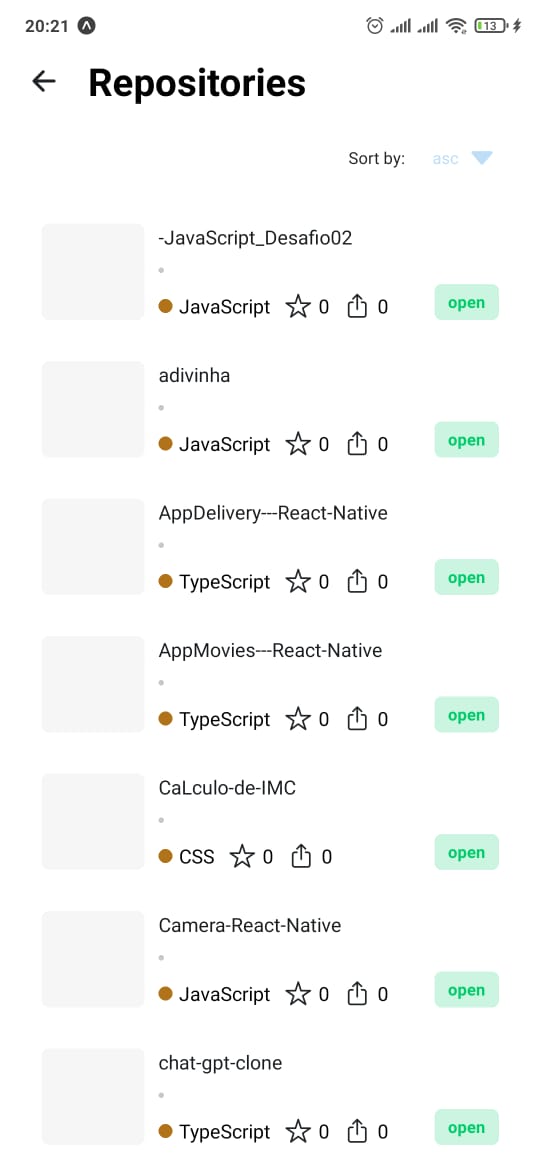 20:21
13
Repositories
Sort by: asc
-JavaScript_Desafio02
JavaScript 0 0 open
adivinha
JavaScript 0 0 open
AppDelivery---React-Native
TypeScript 0 0 open
AppMovies---React-Native
TypeScript 0 0 open
CaLculo-de-IMC
CSS 0 0 open
Camera-React-Native
JavaScript 0 0 open
chat-gpt-clone
TypeScript 0 0 open